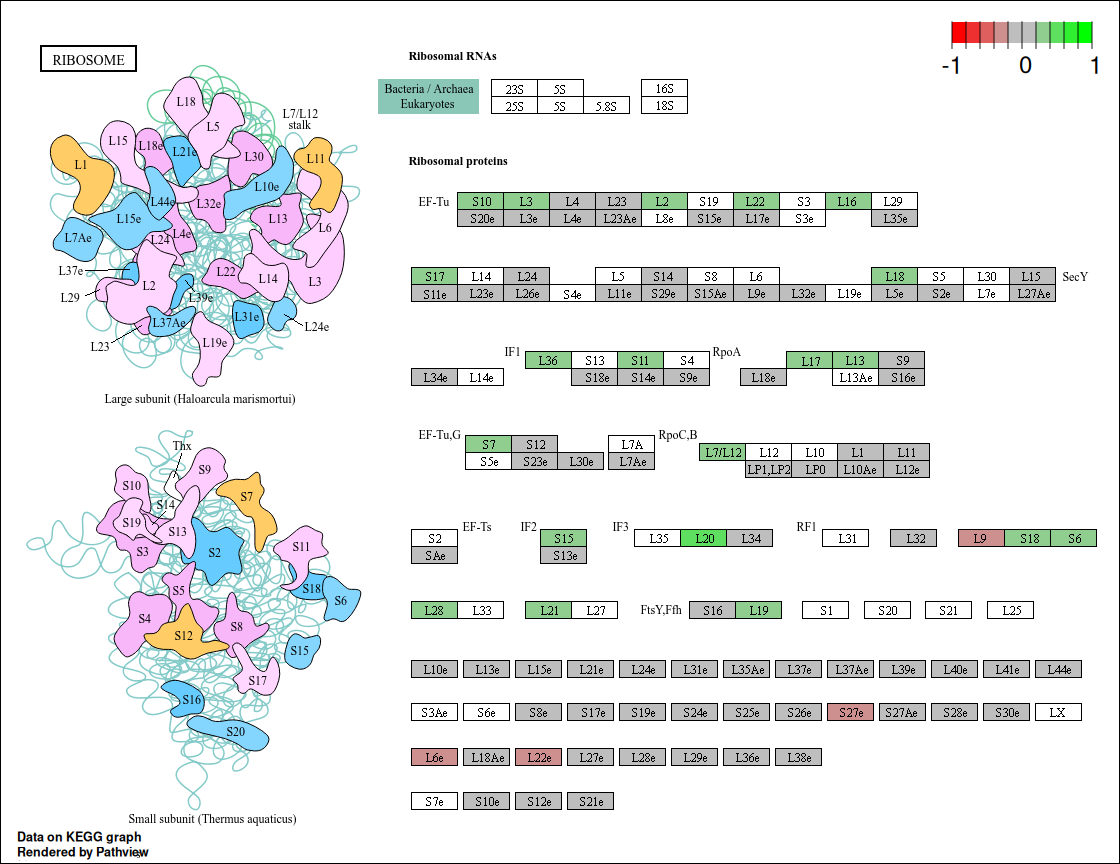 RIBOSOME
-1 0 1
Ribosomal RNAs
Bacteria / Archaea 23S 5S 16S
Eukaryotes 25S 5S 5.8S 18S
Ribosomal proteins
EF-Tu S10 L3 L4 L23 L2 S19 L22 S3 L16 L29
S20e L3e L4e L23Ae L8e S15e L17e S3e L35e
S17 L14 L24 L5 S14 S8 L6 L18 S5 L30 L15 SecY
S11e L23e L26e S4e L11e S29e S15Ae L9e L32e L19e L5e S2e L7e L27Ae
IF1 L36 S13 S11 S4 RpoA L17 L13 S9
L34e L14e S18e S14e S9e L18e L13Ae S16e
EF-Tu,G S7 S12 L7A RpoC,B L7/L12 L12 L10 L1 L11
S5e S23e L30e L7Ae LP1,LP2 LP0 L10Ae L12e
S2 EF-Ts IF2 S15 IF3 L35 L20 L34 RF1 L31 L32 L9 S18 S6
SAe S13e
L28 L33 L21 L27 FtsY,Ffh S16 L19 S1 S20 S21 L25
L10e L13e L15e L21e L24e L31e L35Ae L37e L37Ae L39e L40e L41e L44e
S3Ae S6e S8e S17e S19e S24e S25e S26e S27e S27Ae S28e S30e LX
L6e L18Ae L22e L27e L28e L29e L36e L38e
S7e S10e S12e S21e
L18
L5
L7/L12
stalk
L15
L18e
L21e
L30
L11
L1
L10e
L44e
L32e
L15e
L13
L6
L7Ae
L24
L4e
L37e
L22
L14
L3
L2
L29
L39e
L37Ae
L31e
L24e
L23
L19e
Large subunit (Haloarcula marismortui)
Thx
S9
S10
S7
S14
S19
S13
S3
S2
S11
S5
S18
S6
S4
S12
S8
S15
S17
S16
S20
Small subunit (Thermus aquaticus)
Data on KEGG graph
Rendered by Pathview